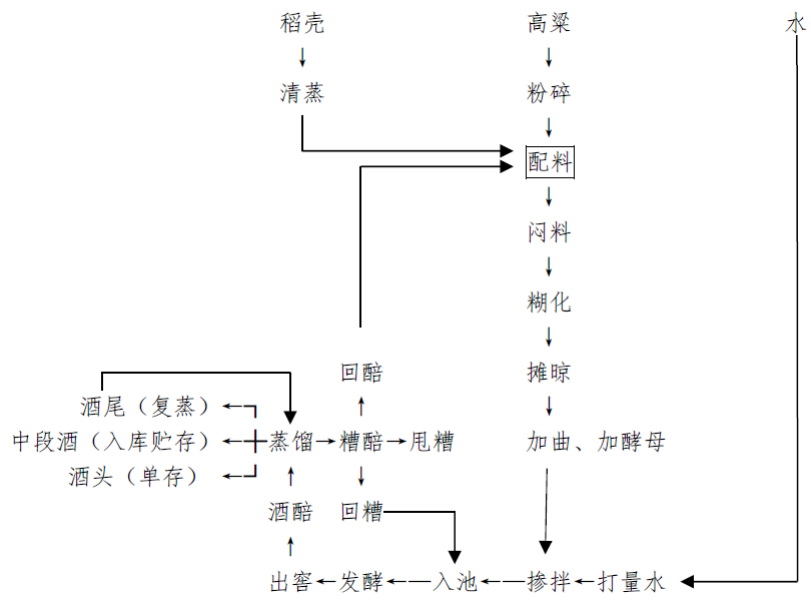 稻壳 高粱 水
清蒸 粉碎
配料
闷料
糊化
回醅 摊晾
酒尾（复蒸）
中段酒（入库贮存） 蒸馏 糟醅 甩糟 加曲、加酵母
酒头（单存）
酒醅 回糟
出窖 发酵 入池 掺拌 打量水